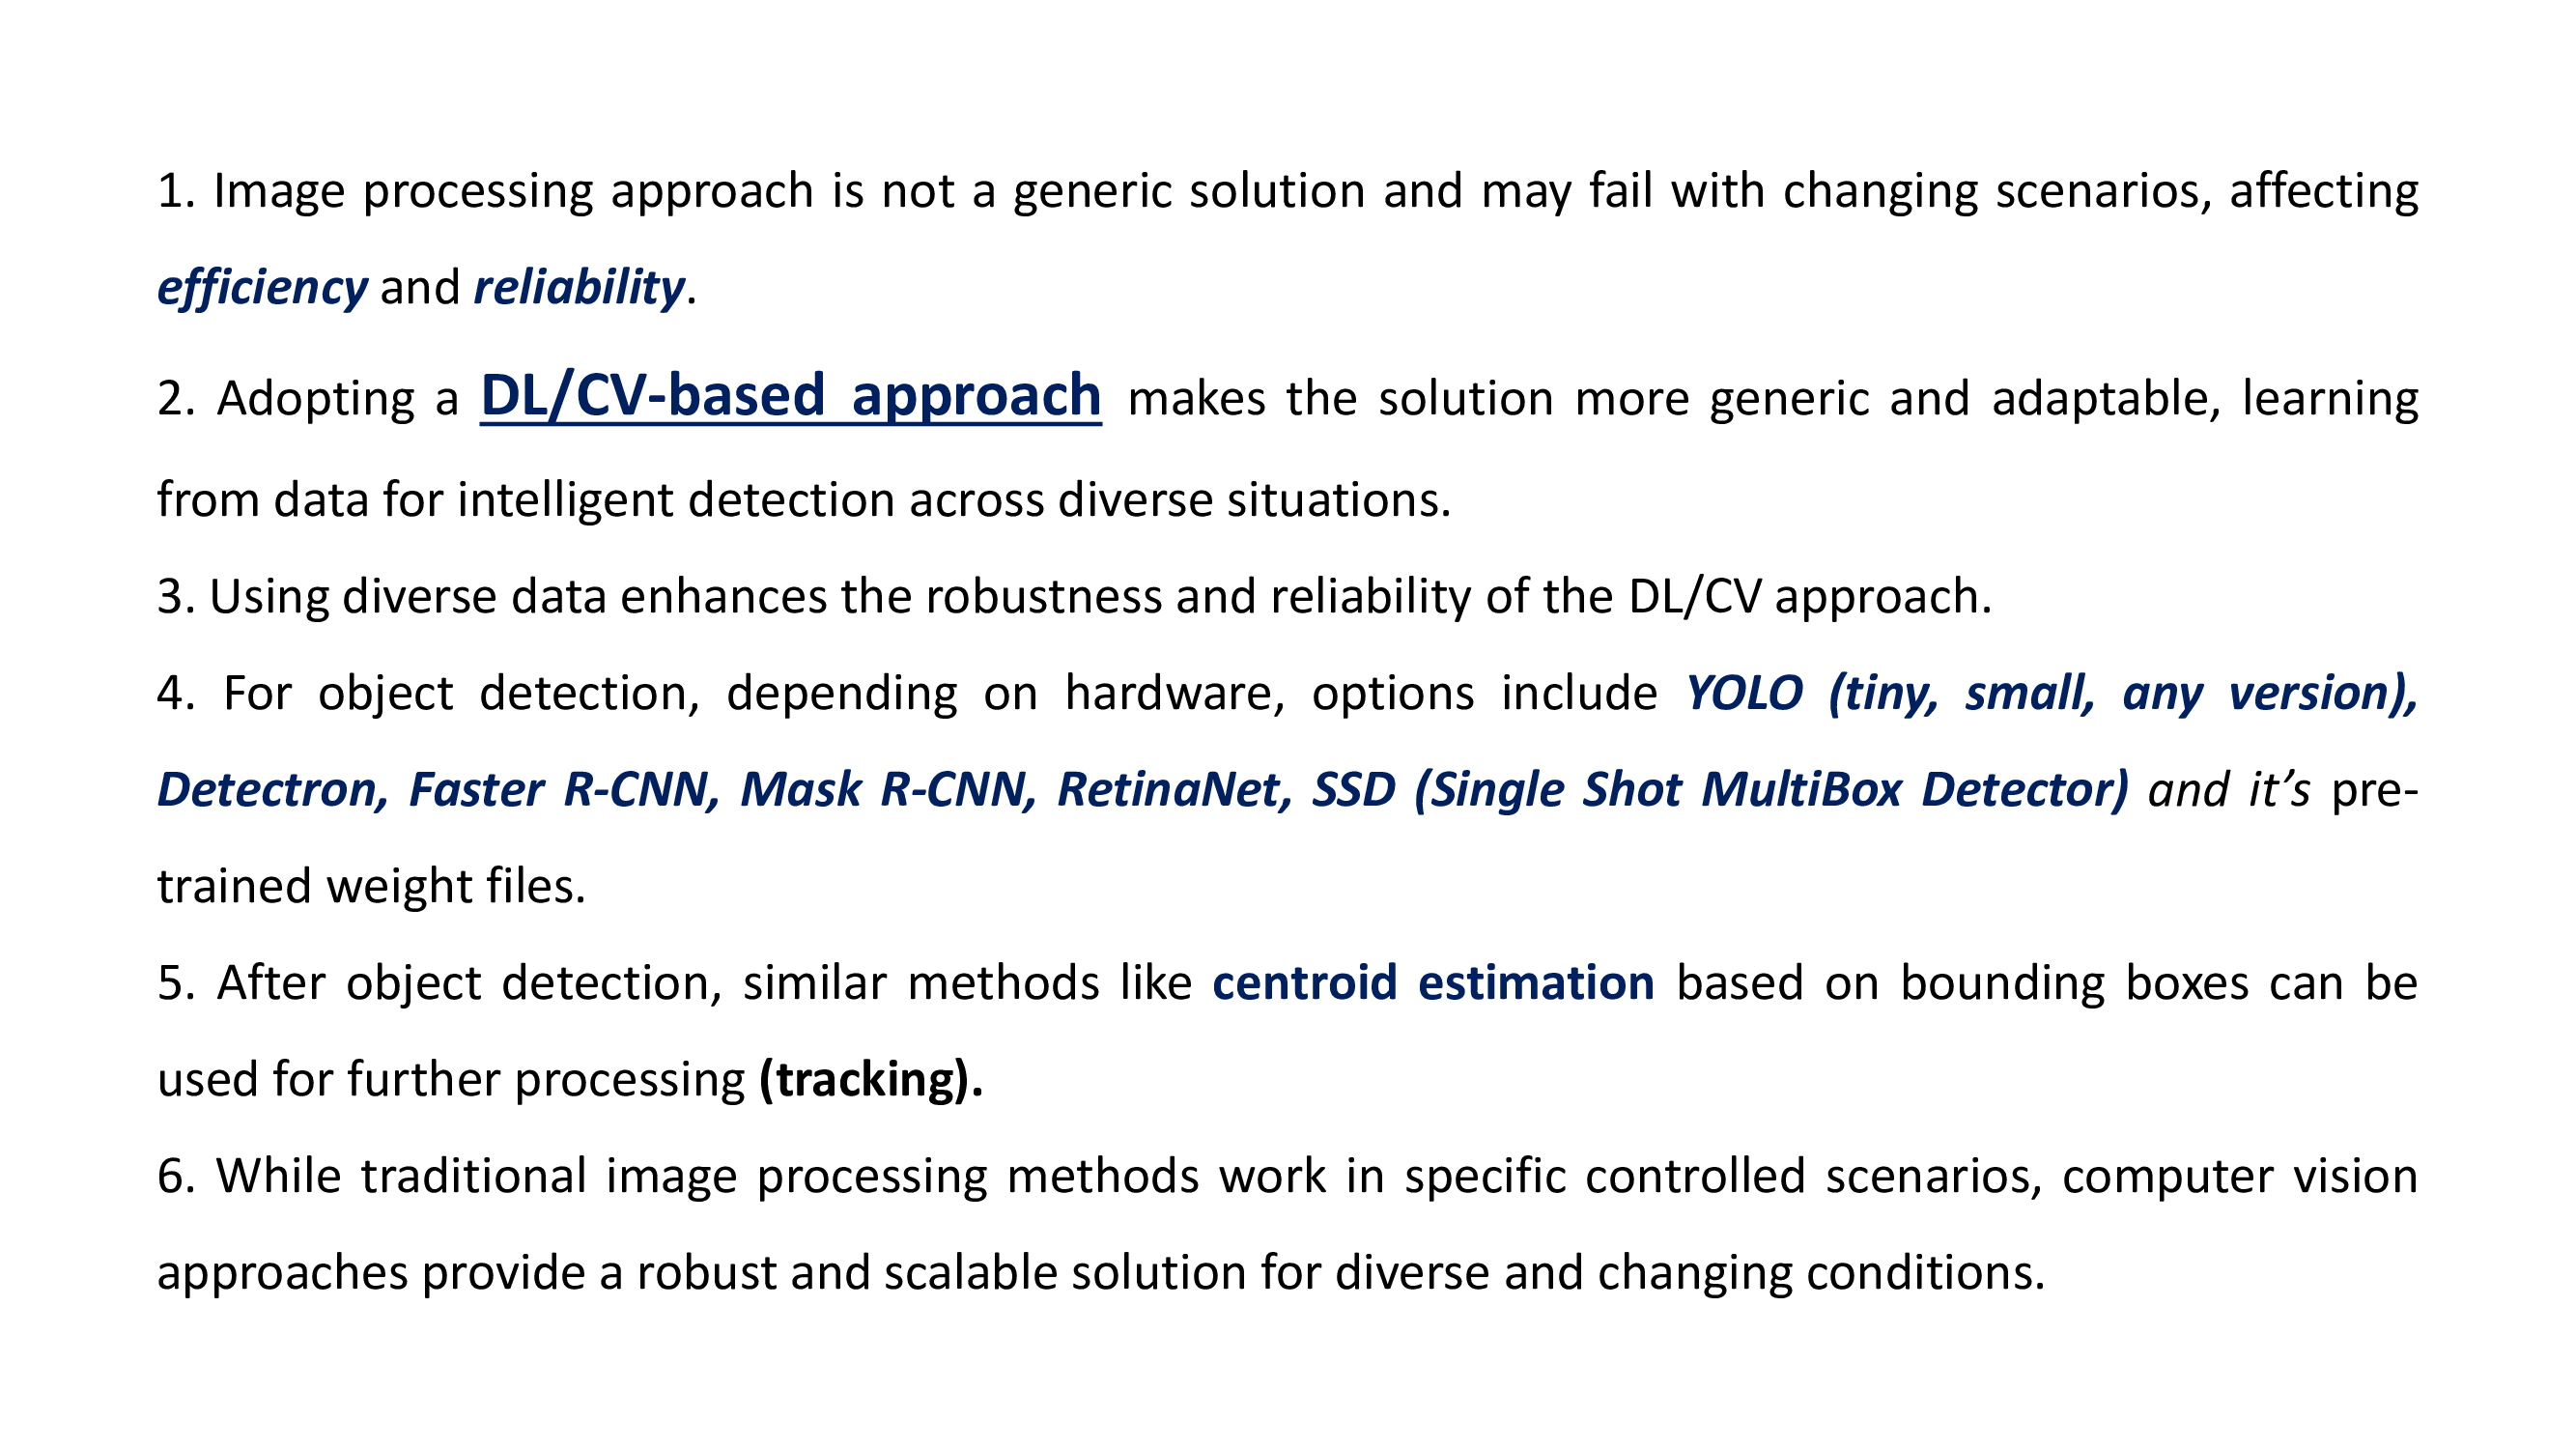 1. Image processing approach is not a generic solution and may fail with changing scenarios, affecting
efficiency and reliability.
2. Adopting a DL/CV-based approach makes the solution more generic and adaptable, learning
from data for intelligent detection across diverse situations.
3. Using diverse data enhances the robustness and reliability of the DL/CV approach.
4. For object detection, depending on hardware, options include YOLO (tiny, small, any version),
Detectron, Faster R-CNN, Mask R-CNN, RetinaNet, SSD (Single Shot MultiBox Detector) and it’s pre-
trained weight files.
5. After object detection, similar methods like centroid estimation based on bounding boxes can be
used for further processing (tracking).
6. While traditional image processing methods work in specific controlled scenarios, computer vision
approaches provide a robust and scalable solution for diverse and changing conditions.